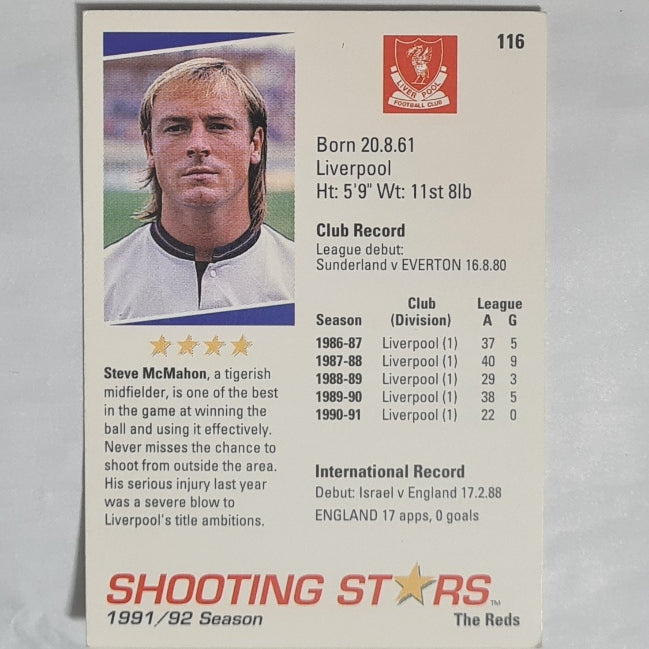 116
LIVERPOOL
FOOTBALL CLUB
Born 20.8.61
Liverpool
Ht: 5'9" Wt: 11st 8lb
Club Record
League debut:
Sunderland v EVERTON 16.8.80
Club League
Season (Division) A G
1986-87 Liverpool (1) 37 5
1987-88 Liverpool (1) 40 9
1988-89 Liverpool (1) 29 3
1989-90 Liverpool (1) 38 5
1990-91 Liverpool (1) 22 0
International Record
Debut: Israel v England 17.2.88
ENGLAND 17 apps, 0 goals
Steve McMahon, a tigerish
midfielder, is one of the best
in the game at winning the
ball and using it effectively.
Never misses the chance to
shoot from outside the area.
His serious injury last year
was a severe blow to
Liverpool's title ambitions.
SHOOTING ST★RS™
1991/92 Season
The Reds